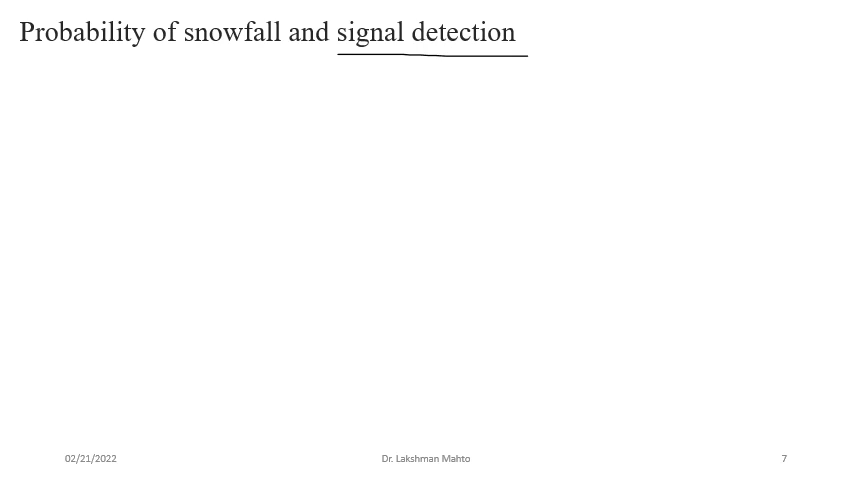 Probability of snowfall and signal detection
02/21/2022
Dr. Lakshman Mahto
7